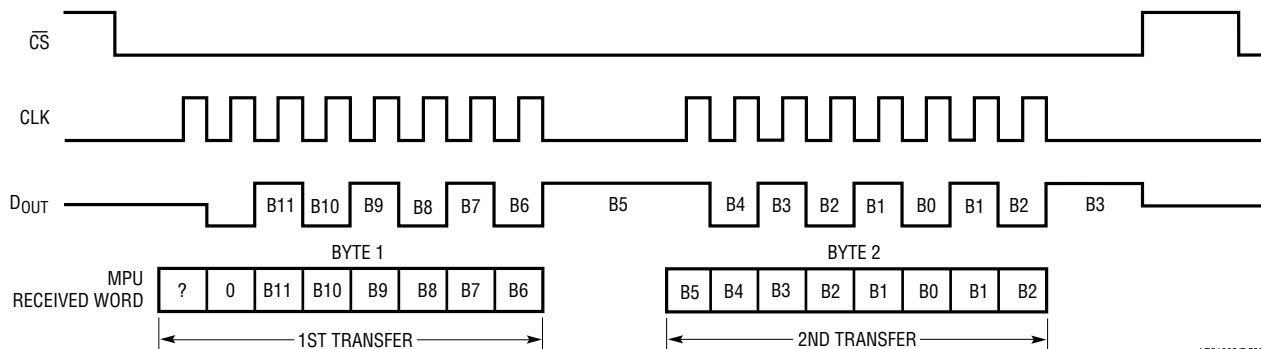 CS
CLK
DOUT B11 B10 B9 B8 B7 B6 B5 B4 B3 B2 B1 B0 B1 B2 B3
BYTE 1 BYTE 2
MPU
RECEIVED WORD
? 0 B11 B10 B9 B8 B7 B6 B5 B4 B3 B2 B1 B0 B1 B2
1ST TRANSFER 2ND TRANSFER